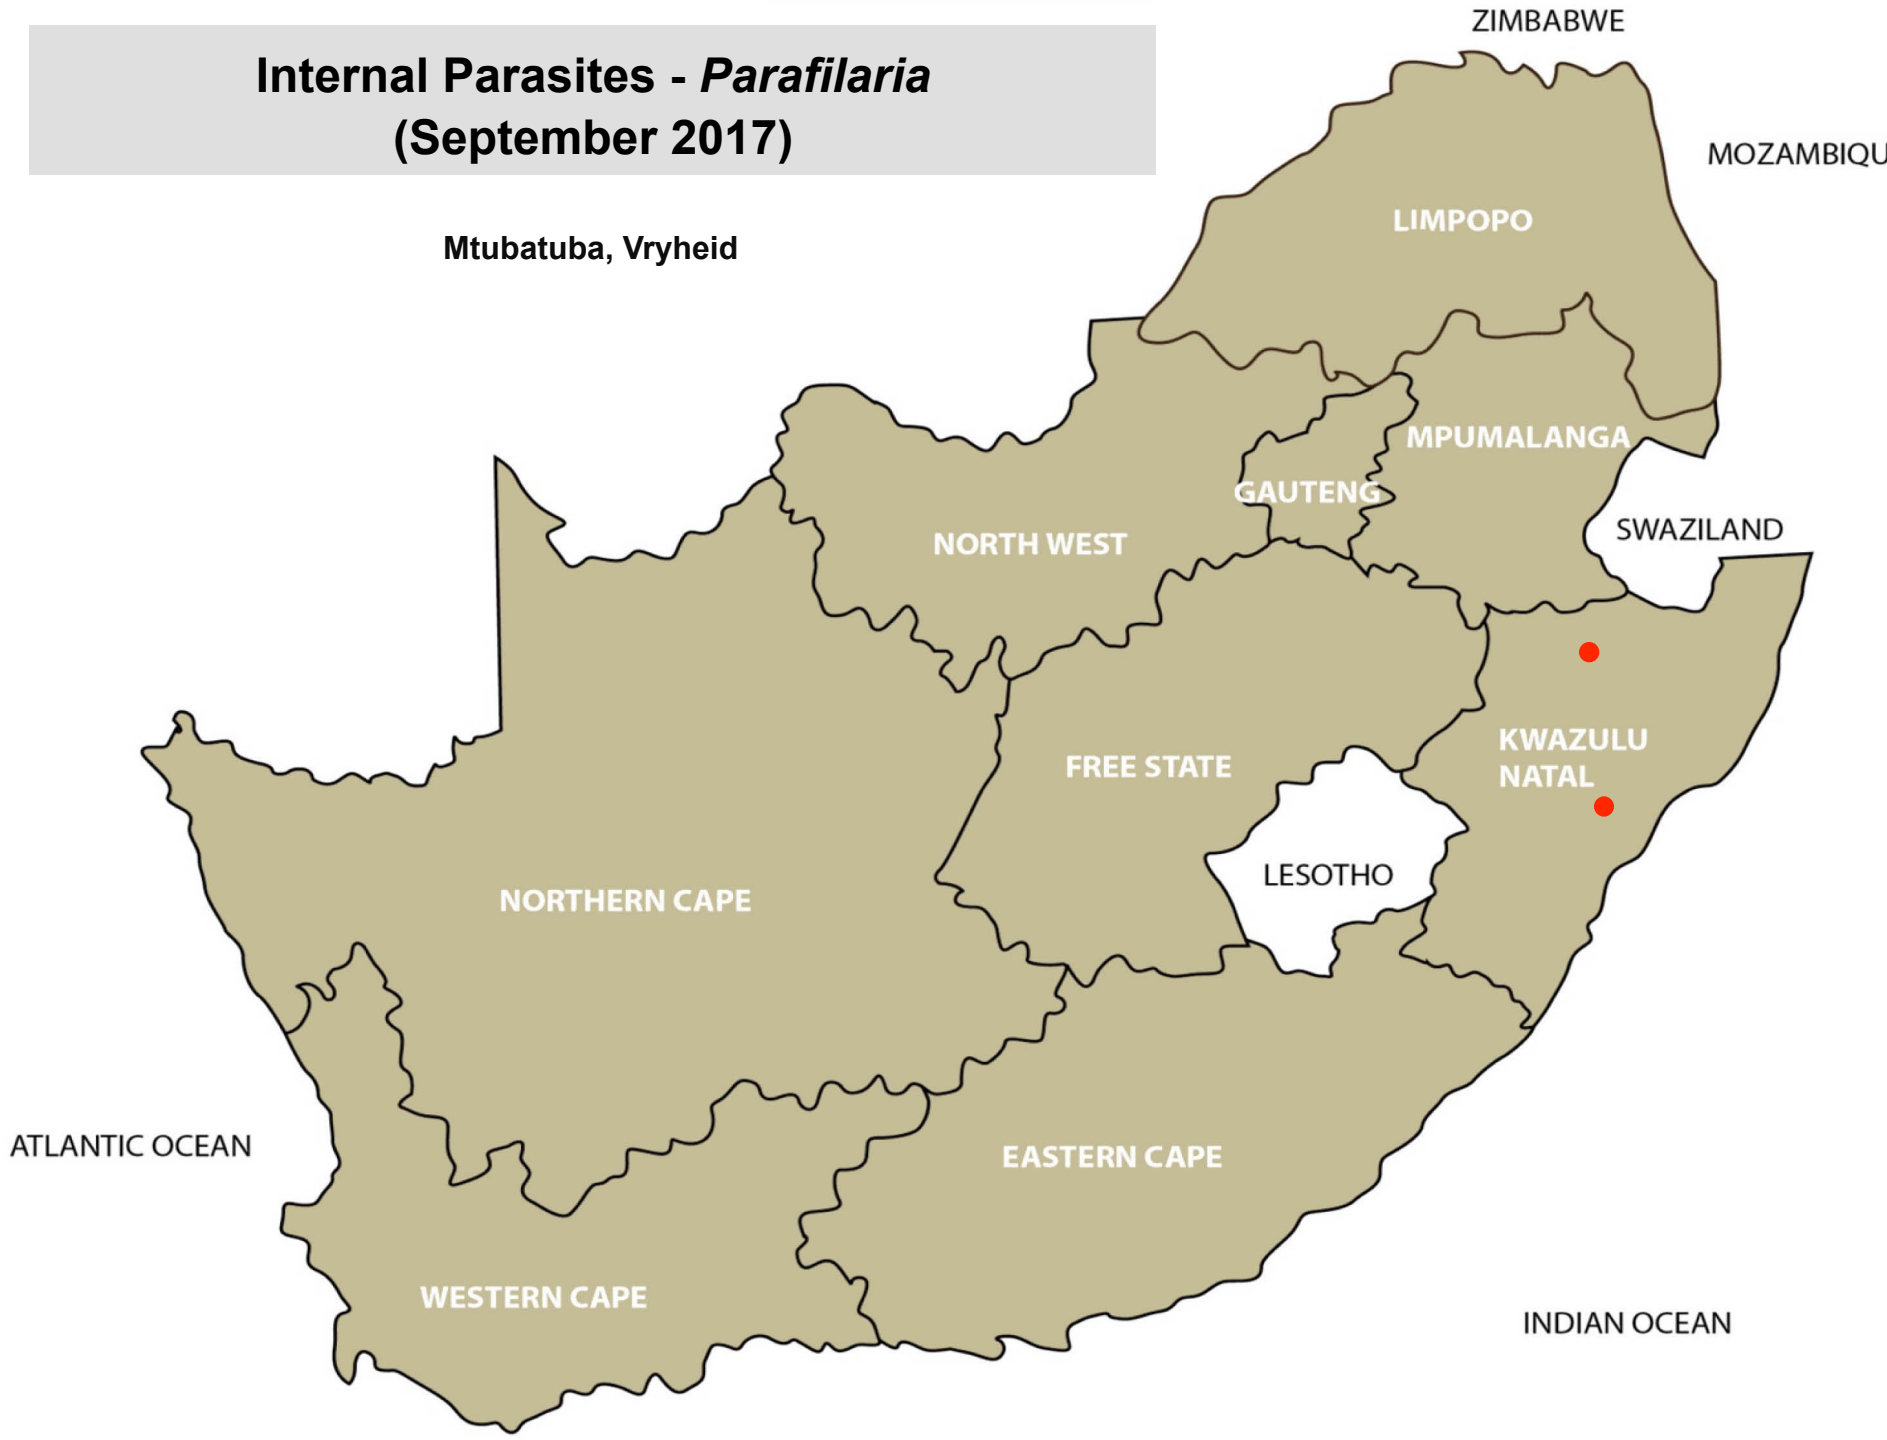 ZIMBABWE
Internal Parasites - Parafilaria
(September 2017)
MOZAMBIQU
LIMPOPO
Mtubatuba, Vryheid
MPUMALANGA
GAUTENG
SWAZILAND
NORTH WEST
KWAZULU
NATAL
FREE STATE
LESOTHO
NORTHERN CAPE
ATLANTIC OCEAN
EASTERN CAPE
WESTERN CAPE
INDIAN OCEAN